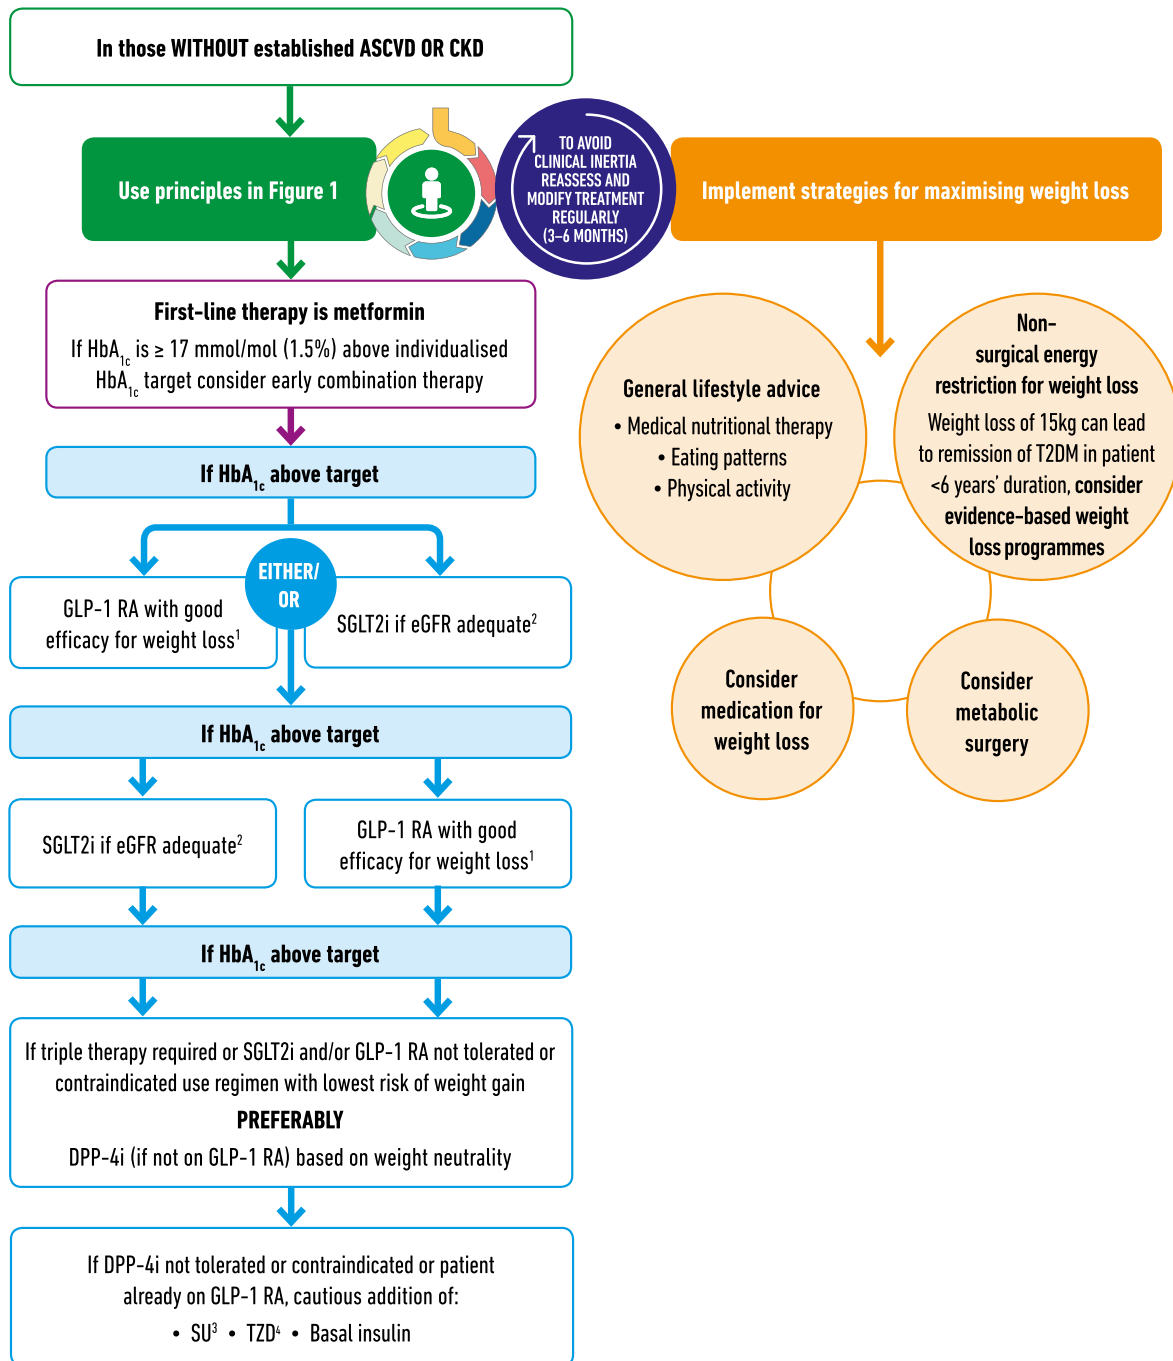 In those WITHOUT established ASCVD OR CKD
Use principles in Figure 1
TO AVOID
CLINICAL INERTIA
REASSESS AND
MODIFY TREATMENT
REGULARLY
(3–6 MONTHS)
Implement strategies for maximising weight loss
First-line therapy is metformin
If HbA1c is ≥ 17 mmol/mol (1.5%) above individualised
HbA1c target consider early combination therapy
If HbA1c above target
EITHER/
OR
GLP-1 RA with good
efficacy for weight loss1
SGLT2i if eGFR adequate2
If HbA1c above target
SGLT2i if eGFR adequate2
GLP-1 RA with good
efficacy for weight loss1
If HbA1c above target
If triple therapy required or SGLT2i and/or GLP-1 RA not tolerated or
contraindicated use regimen with lowest risk of weight gain
PREFERABLY
DPP-4i (if not on GLP-1 RA) based on weight neutrality
If DPP-4i not tolerated or contraindicated or patient
already on GLP-1 RA, cautious addition of:
• SU3 • TZD4 • Basal insulin
General lifestyle advice
• Medical nutritional therapy
• Eating patterns
• Physical activity
Non-
surgical energy
restriction for weight loss
Weight loss of 15kg can lead
to remission of T2DM in patient
<6 years' duration, consider
evidence-based weight
loss programmes
Consider
medication for
weight loss
Consider
metabolic
surgery